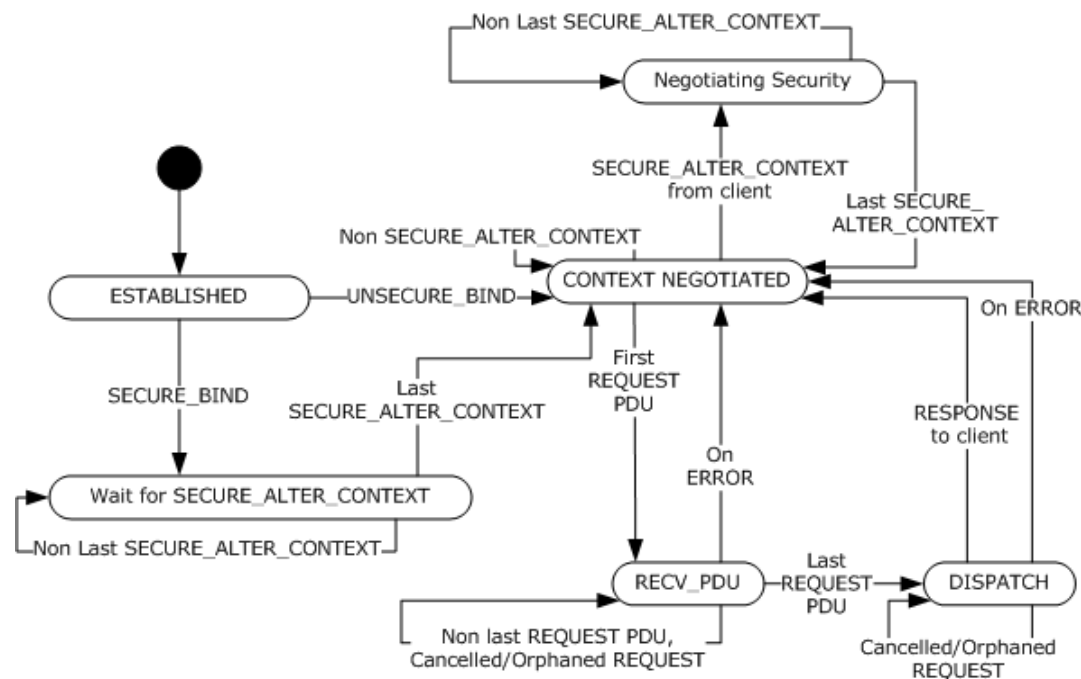 Non Last SECURE_ALTER_CONTEXT
Negotiating Security
SECURE_ALTER_CONTEXT
from client
Last SECURE_
ALTER_CONTEXT
Non SECURE_ALTER_CONTEXT
ESTABLISHED
UNSECURE_BIND
CONTEXT NEGOTIATED
On ERROR
First
REQUEST
PDU
SECURE_BIND
Last
SECURE_ALTER_CONTEXT
RESPONSE
to client
On
ERROR
Wait for SECURE_ALTER_CONTEXT
Non Last SECURE_ALTER_CONTEXT
RECV_PDU
Last
REQUEST
PDU
DISPATCH
Non last REQUEST PDU,
Cancelled/Orphaned REQUEST
Cancelled/Orphaned
REQUEST